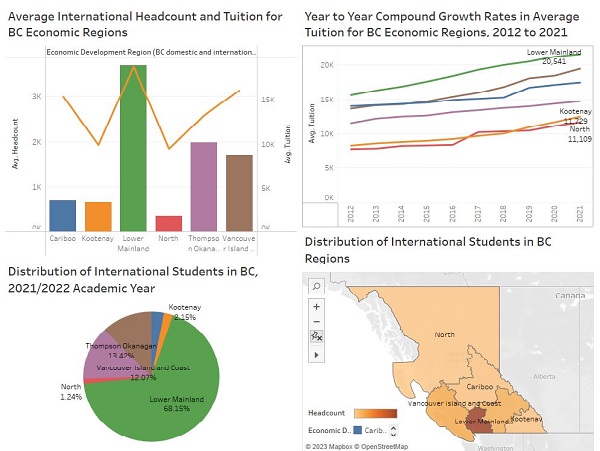 Average International Headcount and Tuition for
BC Economic Regions
Economic Development Region (BC domestic and internation..
Avg. Headcount
3K
2K
1K
0K
Avg. Tuition
15K
10K
5K
0K
Cariboo
Kootenay
Lower
Mainland
North
Thompso
n Okana..
Vancouve
r Island ..
Year to Year Compound Growth Rates in Average
Tuition for BC Economic Regions, 2012 to 2021
Avg. Tuition
20K
15K
10K
5K
0K
Lower Mainland
20,541
Kootenay
11,729
North
11,109
2012
2013
2014
2015
2016
2017
2018
2019
2020
2021
Distribution of International Students in BC,
2021/2022 Academic Year
Kootenay
2.15%
Thompson Okanagan
13.42%
Vancouver Island and Coast
12.07%
North
1.24%
Lower Mainland
68.15%
Distribution of International Students in BC
Regions
Canada
North
Alberta
Cariboo
Vancouver Island and Coast
Lower Mainland
Kootenay
Headcount
Economic D..
Carib..
© 2023 Mapbox © OpenStreetMap
Washington